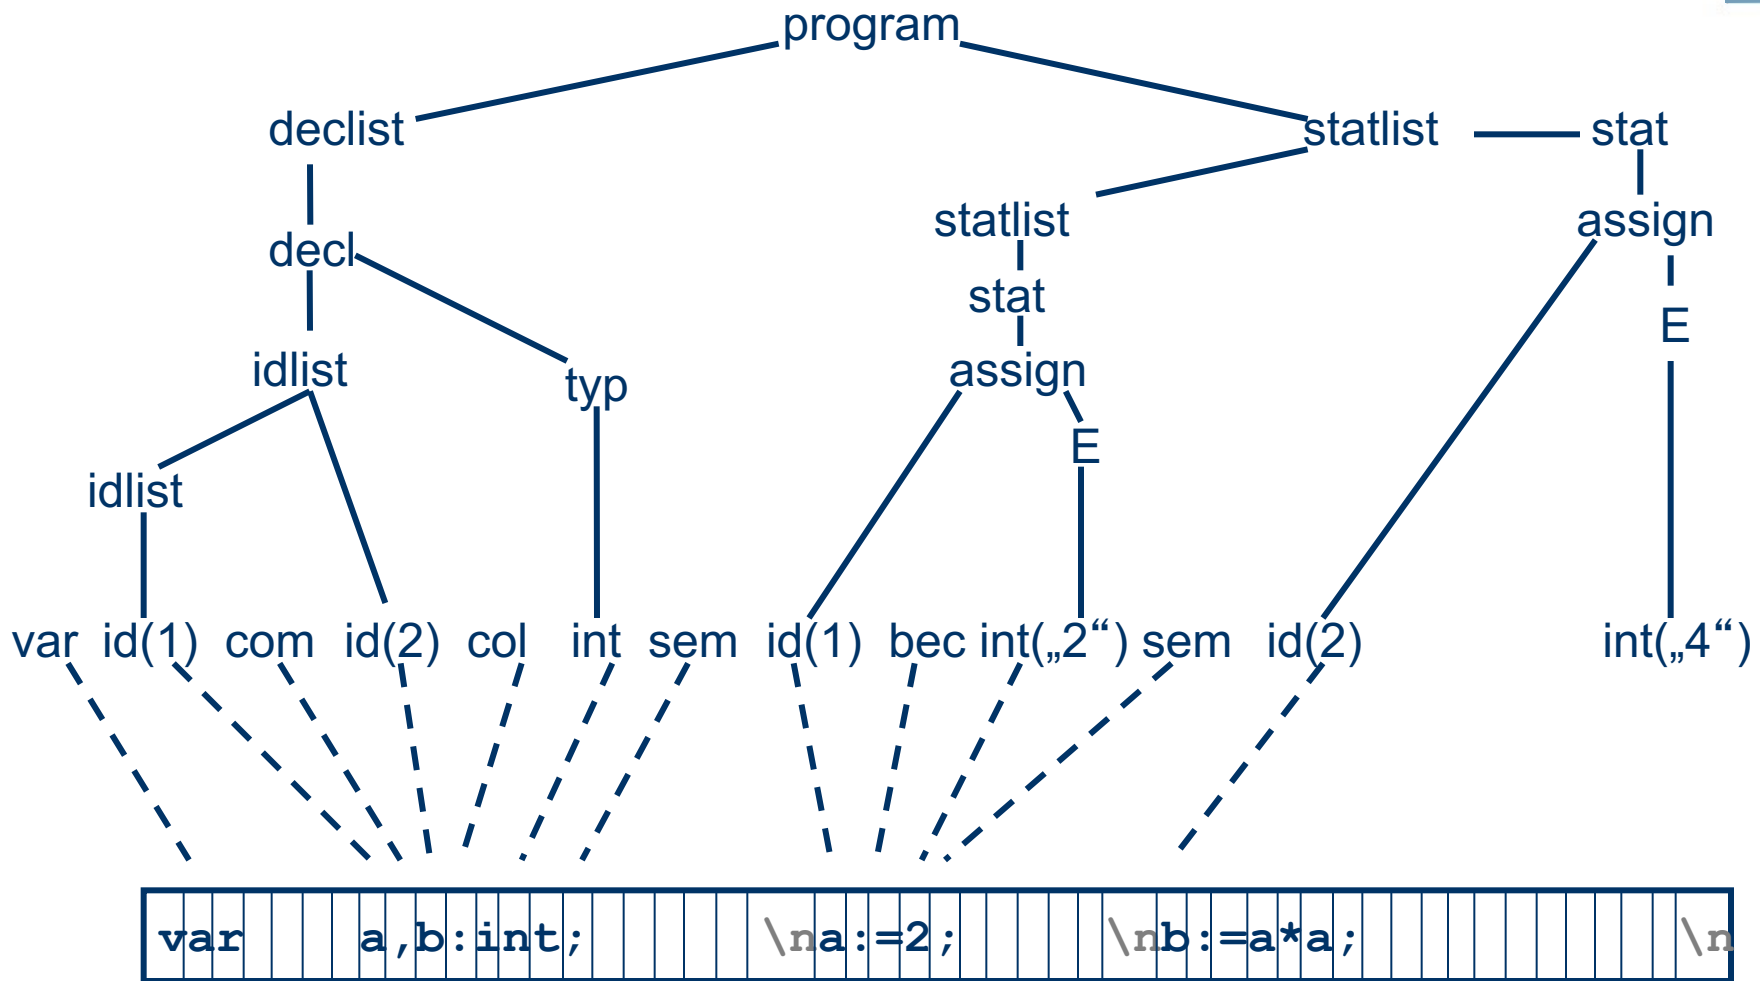 program
declist statlist stat
statlist assign
decl
stat
E
idlist typ assign
E
idlist
var id(1) com id(2) col int sem id(1) bec int(„2“) sem id(2) int(„4“)
var a,b:int; \na:=2; \nb:=a*a; \n